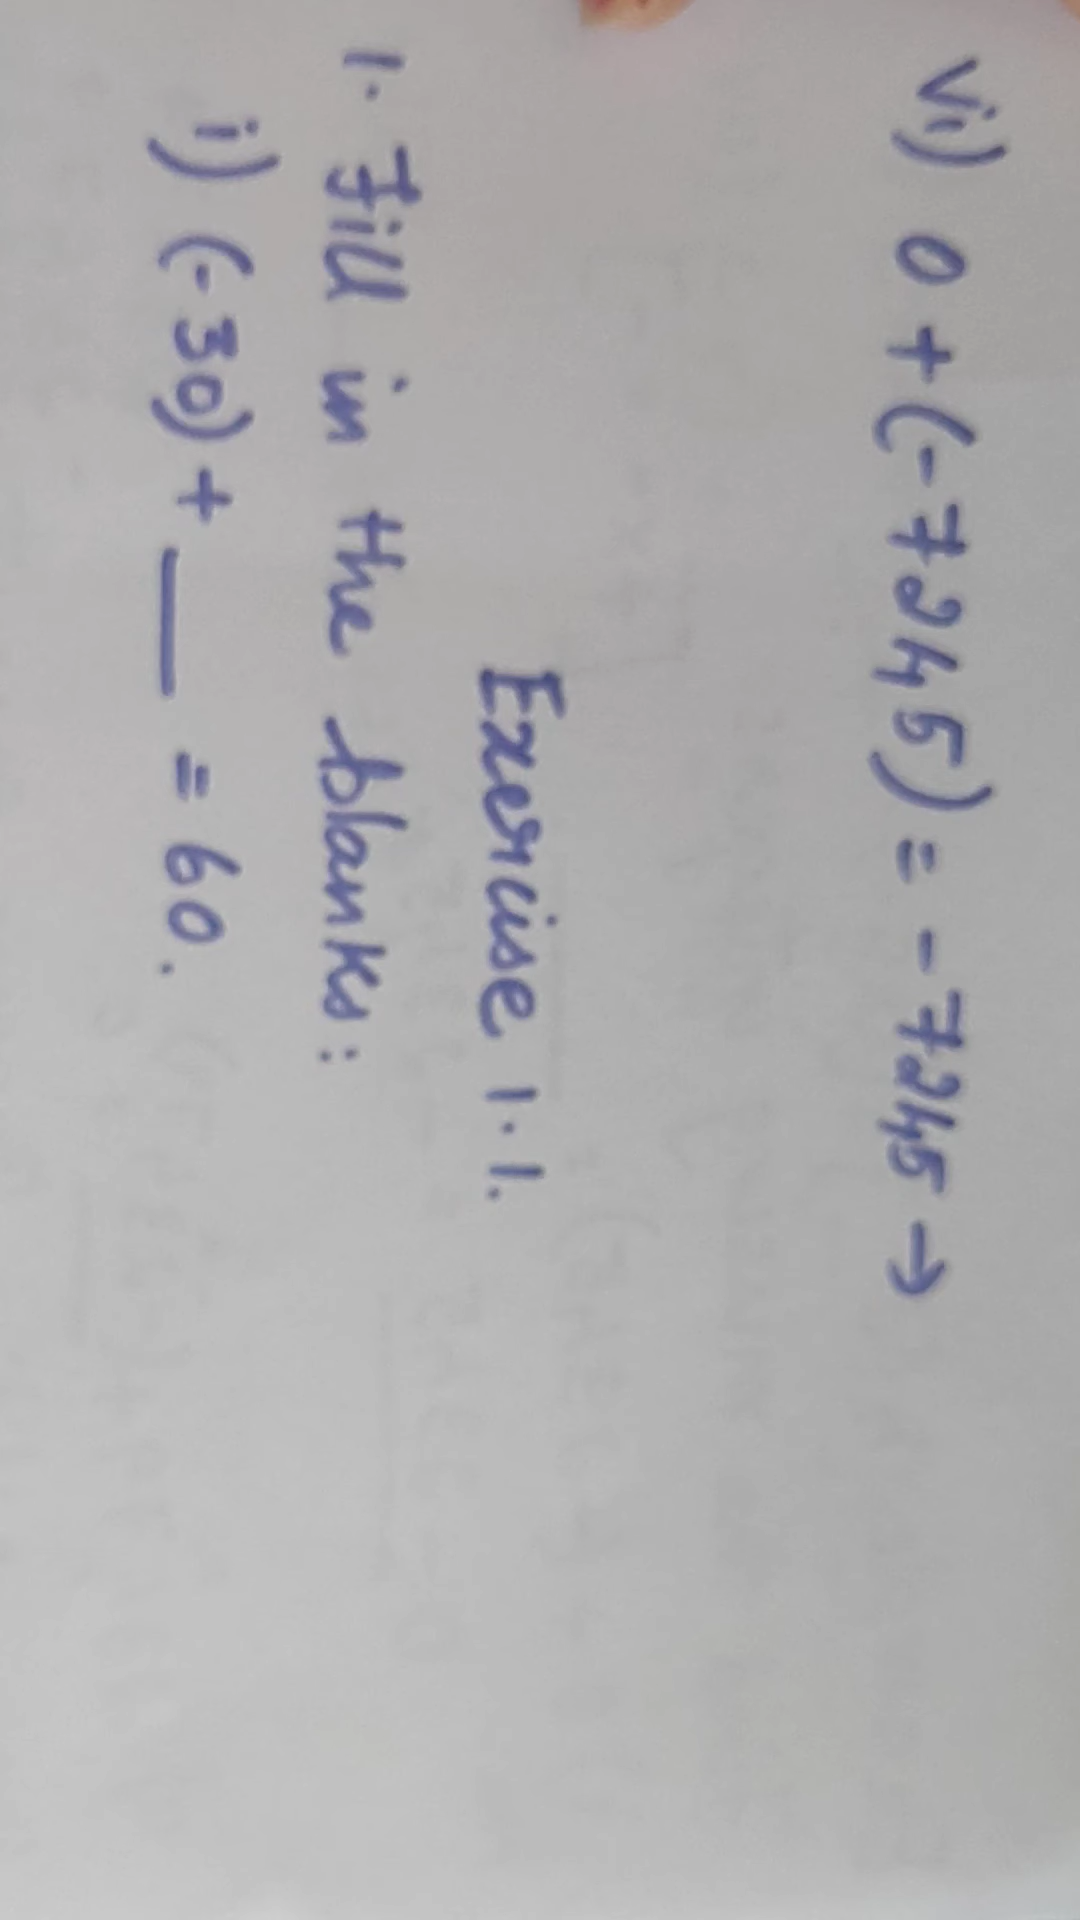 vi) 0 + (-7245) = -7245 →
Exercise 1.1.
1. Fill in the blanks:
i) (-30) + ___ = 60.